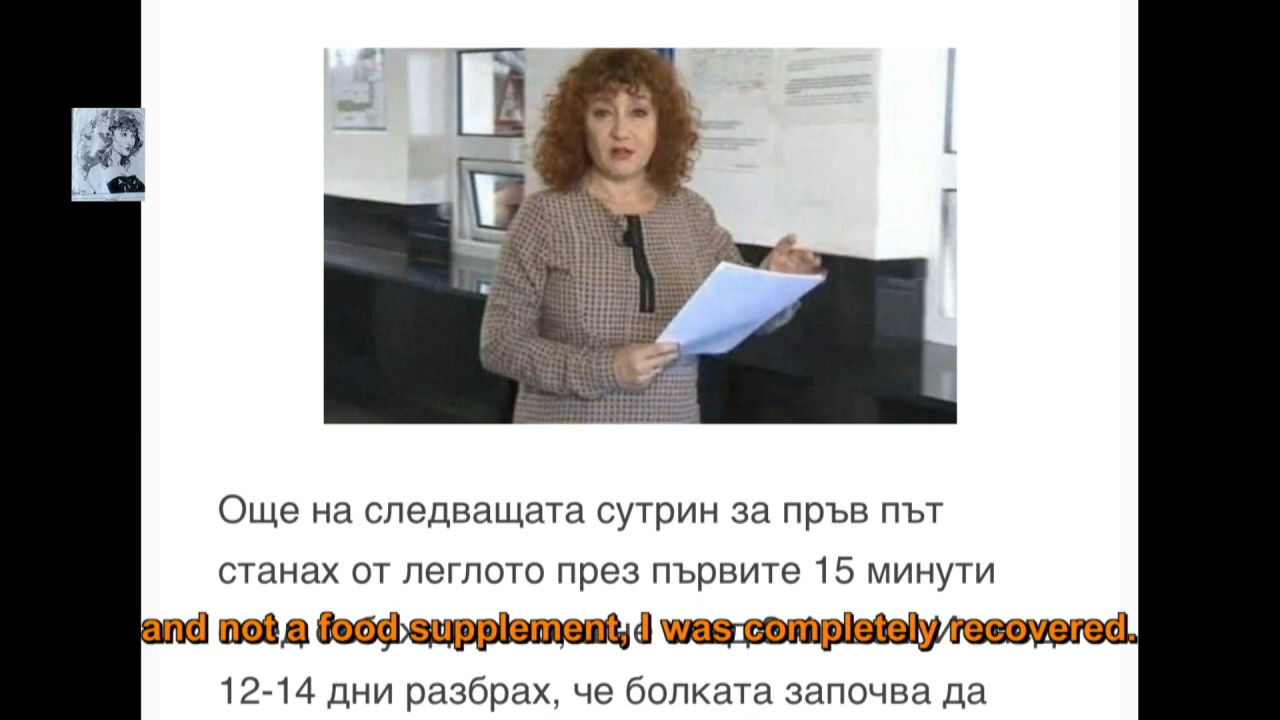 Още на следващата сутрин за пръв път
станах от леглото през първите 15 минути
and not a food supplement, I was completely recovered.
12-14 дни разбрах, че болката започва да